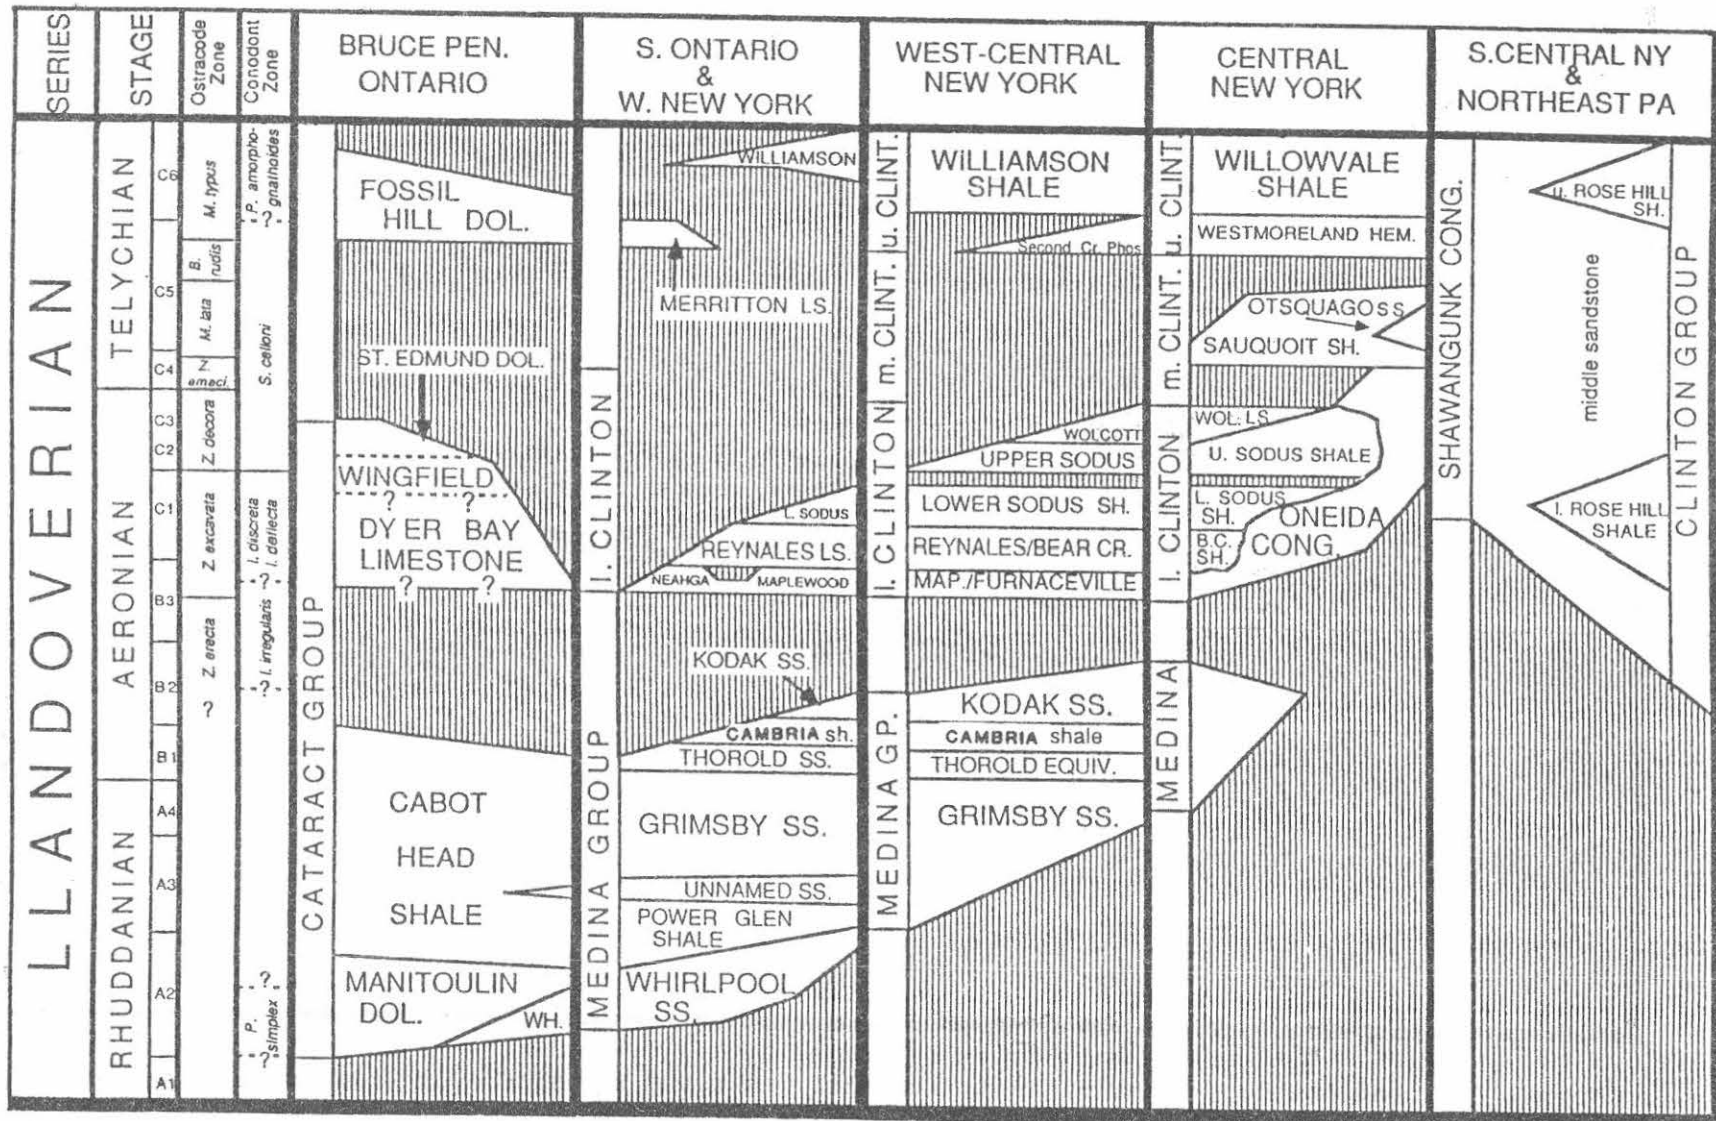 SERIES
STAGE
Ostracode
Zone
Conodont
Zone
BRUCE PEN.
ONTARIO
S. ONTARIO
&
W. NEW YORK
WEST-CENTRAL
NEW YORK
CENTRAL
NEW YORK
S.CENTRAL NY
&
NORTHEAST PA
LLANDOVERIAN
TELYCHIAN
AERONIAN
RHUDDANIAN
C6
C5
C4
C3
C2
C1
B3
B2
B1
A4
A3
A2
A1
M. typus
B.
rudis
M. lata
Z.
emaci.
Z. decora
Z. excavata
Z. erecta
?
P. amorpho-
gnathoides
-?-
S. celloni
I. discreta
I. deflecta
-?-
I. irregularis
-?-
-?-
P.
simplex
-?-
CATARACT GROUP
FOSSIL
HILL DOL.
ST. EDMUND DOL.
WINGFIELD
? ?
DYER BAY
LIMESTONE
? ?
CABOT
HEAD
SHALE
MANITOULIN
DOL.
WH.
l. CLINTON
MEDINA GROUP
WILLIAMSON
MERRITTON LS.
L. SODUS
REYNALES LS.
NEAHGA
MAPLEWOOD
KODAK SS.
CAMBRIA sh.
THOROLD SS.
GRIMSBY SS.
UNNAMED SS.
POWER GLEN
SHALE
WHIRLPOOL
SS.
u. CLINT.
m. CLINT.
l. CLINTON
MEDINA GP.
WILLIAMSON
SHALE
Second Cr. Phos
WOLCOTT
UPPER SODUS
LOWER SODUS SH.
REYNALES/BEAR CR.
MAP./FURNACEVILLE
KODAK SS.
CAMBRIA shale
THOROLD EQUIV.
GRIMSBY SS.
u. CLINT.
m. CLINT.
l. CLINTON
MEDINA
WILLOWVALE
SHALE
WESTMORELAND HEM.
OTSQUAGO SS
SAUQUOIT SH.
WOL. LS.
U. SODUS SHALE
L. SODUS
SH.
B.C.
SH.
ONEIDA
CONG.
SHAWANGUNK CONG.
u. ROSE HILL
SH.
middle sandstone
l. ROSE HILL
SHALE
CLINTON GROUP